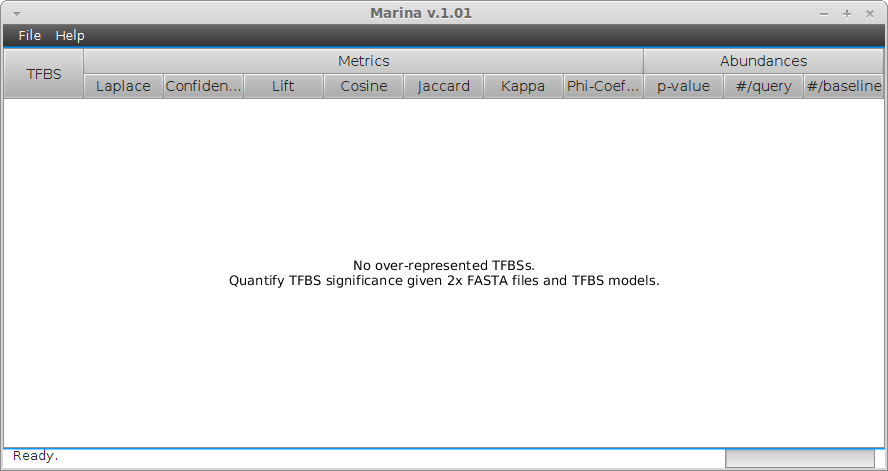 Marina v.1.01
File Help
TFBS Metrics Abundances
Laplace Confiden... Lift Cosine Jaccard Kappa Phi-Coef... p-value #/query #/baseline
No over-represented TFBSs.
Quantify TFBS significance given 2x FASTA files and TFBS models.
Ready.